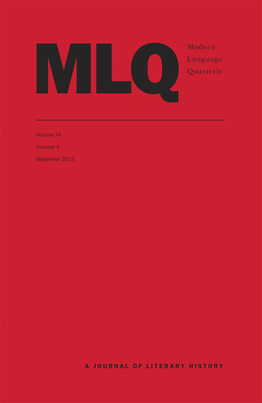 MLQ
Modern
Language
Quarterly
Volume 74
Number 4
December 2013
A JOURNAL OF LITERARY HISTORY